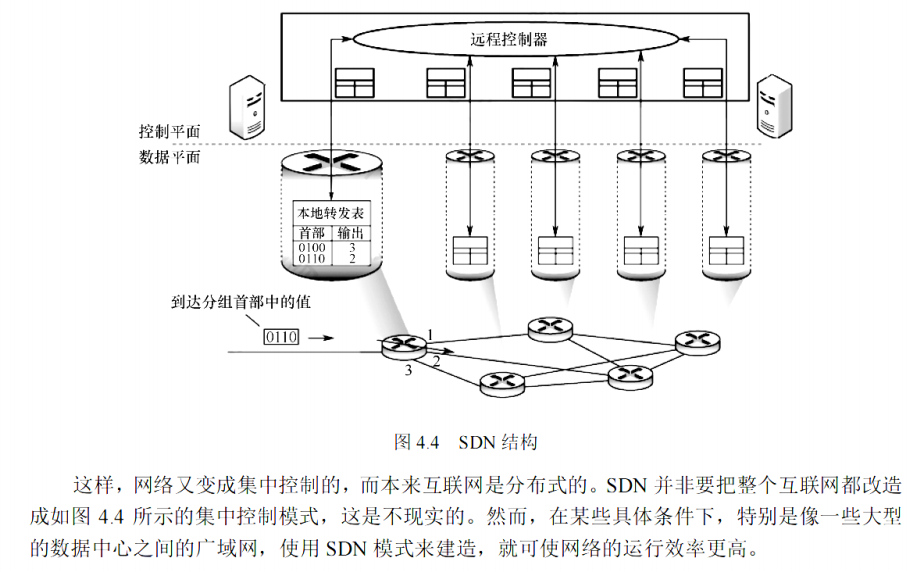 远程控制器
控制平面
数据平面
本地转发表
首部 输出
0100 3
0110 2
到达分组首部中的值
0110
1
2
3
图 4.4 SDN 结构
这样，网络又变成集中控制的，而本来互联网是分布式的。SDN 并非要把整个互联网都改造
成如图 4.4 所示的集中控制模式，这是不现实的。然而，在某些具体条件下，特别是像一些大型
的数据中心之间的广域网，使用 SDN 模式来建造，就可使网络的运行效率更高。